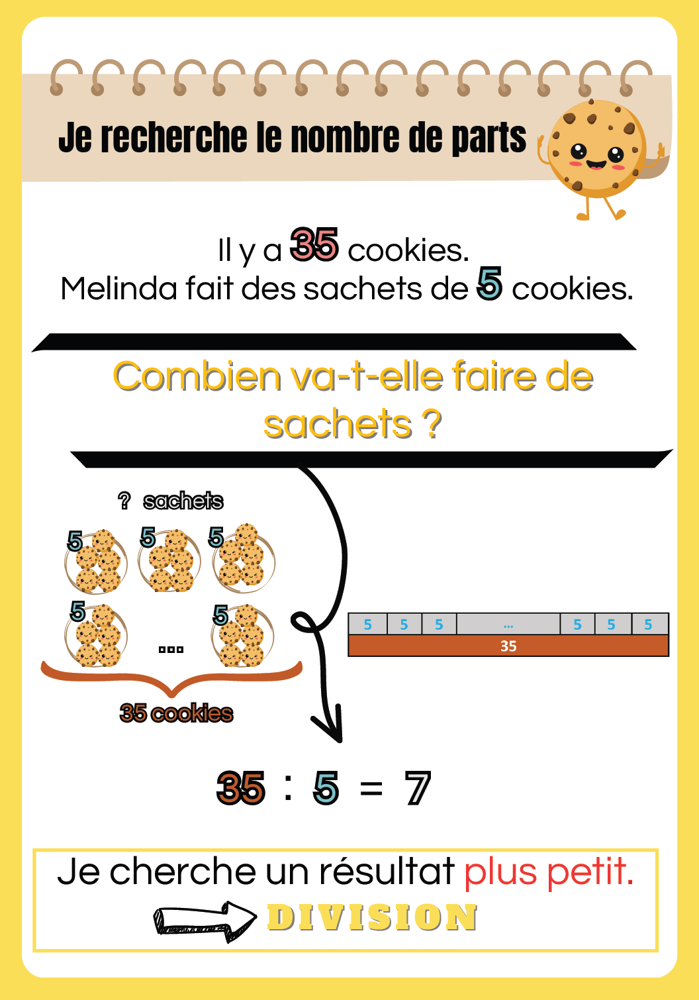 Je recherche le nombre de parts
Il y a 35 cookies.
Melinda fait des sachets de 5 cookies.
Combien va-t-elle faire de
sachets ?
? sachets
5 5 5
5 ... 5
35 cookies
5 5 5 ... 5 5 5
35
35 : 5 = 7
Je cherche un résultat plus petit.
DIVISION